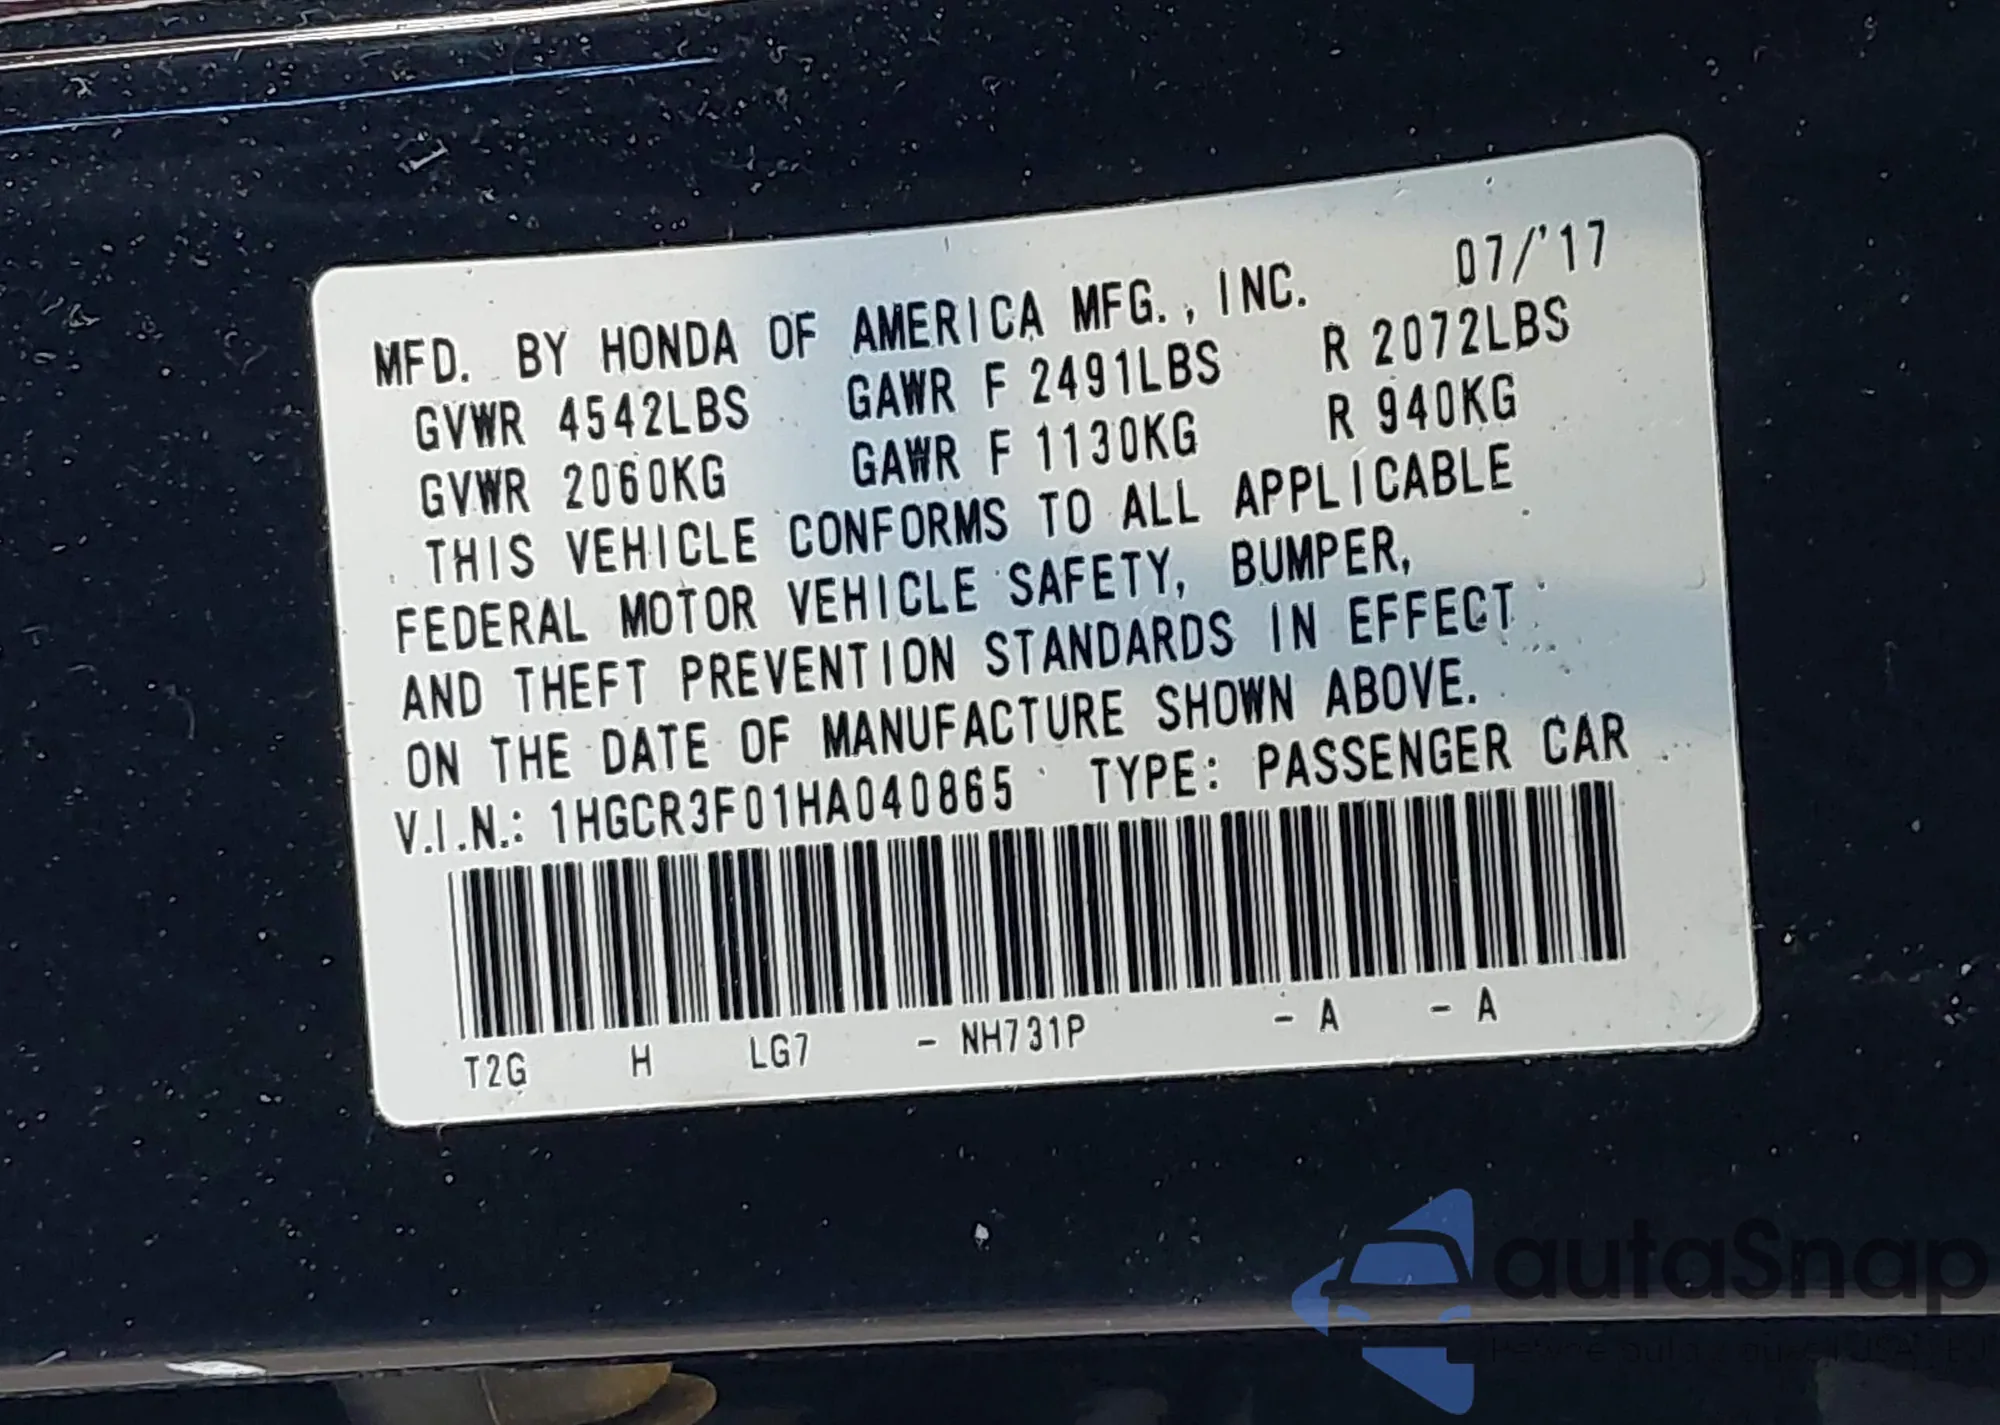 MFD. BY HONDA OF AMERICA MFG., INC. 07/'17
GVWR 4542LBS GAWR F 2491LBS R 2072LBS
GVWR 2060KG GAWR F 1130KG R 940KG
THIS VEHICLE CONFORMS TO ALL APPLICABLE
FEDERAL MOTOR VEHICLE SAFETY, BUMPER,
AND THEFT PREVENTION STANDARDS IN EFFECT
ON THE DATE OF MANUFACTURE SHOWN ABOVE.
V.I.N.: 1HGCR3F01HA040865 TYPE: PASSENGER CAR
T2G H LG7 - NH731P - A - A
autaSnap